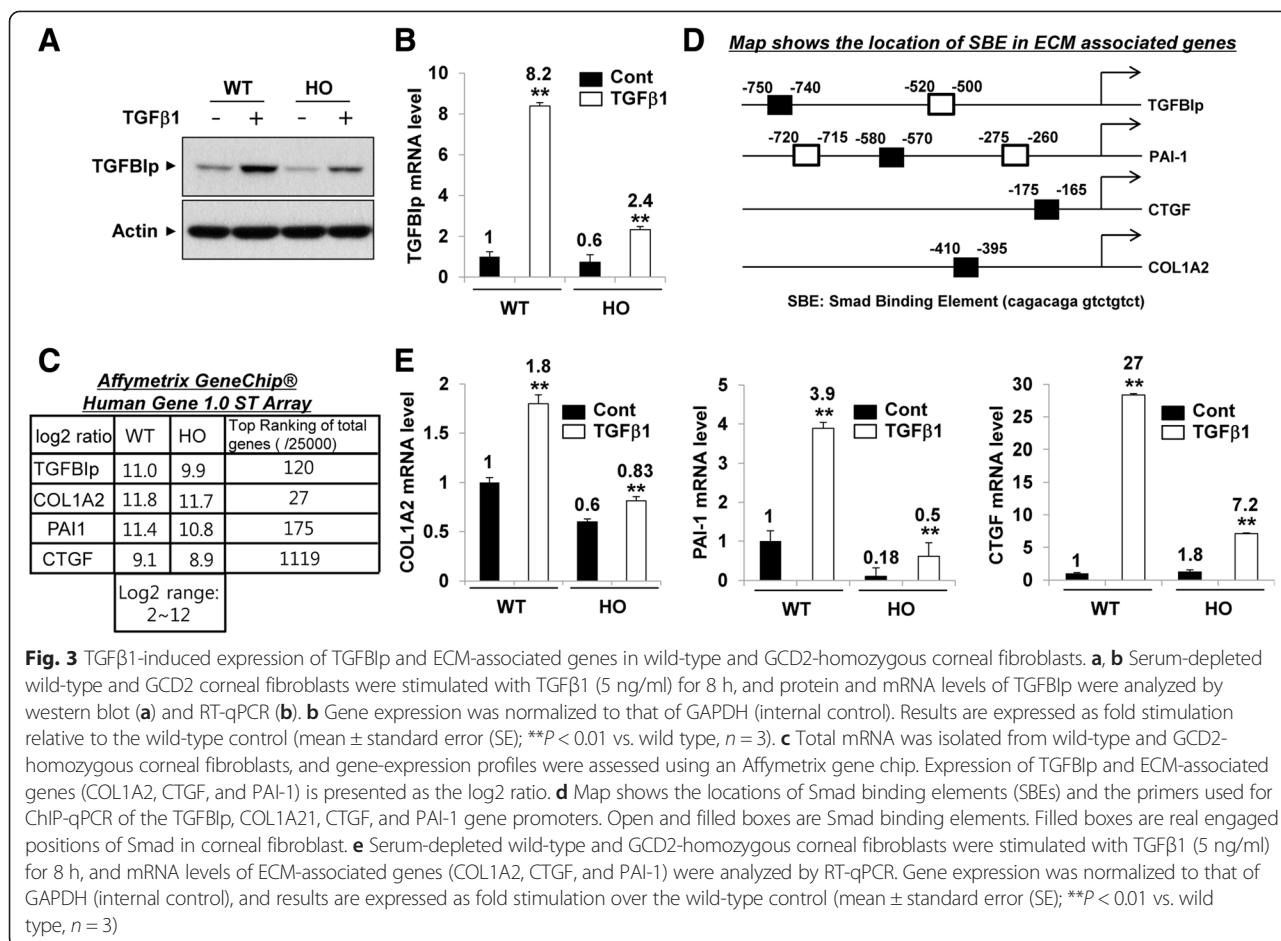 A
WT HO
TGFβ1 - + - +
TGFBIp ►
Actin ►
B
TGFBIp mRNA level
10
8
6
4
2
0
Cont
TGFβ1
1
8.2
**
0.6
2.4
**
WT HO
D
Map shows the location of SBE in ECM associated genes
-750 -740 -520 -500
TGFBIp
-720 -715 -580 -570 -275 -260
PAI-1
-175 -165
CTGF
-410 -395
COL1A2
SBE: Smad Binding Element (cagacaga gtctgtct)
C
Affymetrix GeneChip®
Human Gene 1.0 ST Array
log2 ratio WT HO Top Ranking of total genes ( /25000)
TGFBIp 11.0 9.9 120
COL1A2 11.8 11.7 27
PAI1 11.4 10.8 175
CTGF 9.1 8.9 1119
Log2 range:
2~12
E
COL1A2 mRNA level
2
1.5
1
0.5
0
Cont
TGFβ1
1
1.8
**
0.6
0.83
**
WT HO
PAI-1 mRNA level
5
4
3
2
1
0
Cont
TGFβ1
1
3.9
**
0.18
0.5
**
WT HO
CTGF mRNA level
30
25
20
15
10
5
0
Cont
TGFβ1
1
27
**
1.8
7.2
**
WT HO
Fig. 3 TGFβ1-induced expression of TGFBIp and ECM-associated genes in wild-type and GCD2-homozygous corneal fibroblasts. a, b Serum-depleted
wild-type and GCD2 corneal fibroblasts were stimulated with TGFβ1 (5 ng/ml) for 8 h, and protein and mRNA levels of TGFBIp were analyzed by
western blot (a) and RT-qPCR (b). b Gene expression was normalized to that of GAPDH (internal control). Results are expressed as fold stimulation
relative to the wild-type control (mean ± standard error (SE); **P < 0.01 vs. wild type, n = 3). c Total mRNA was isolated from wild-type and GCD2-
homozygous corneal fibroblasts, and gene-expression profiles were assessed using an Affymetrix gene chip. Expression of TGFBIp and ECM-associated
genes (COL1A2, CTGF, and PAI-1) is presented as the log2 ratio. d Map shows the locations of Smad binding elements (SBEs) and the primers used for
ChIP-qPCR of the TGFBIp, COL1A21, CTGF, and PAI-1 gene promoters. Open and filled boxes are Smad binding elements. Filled boxes are real engaged
positions of Smad in corneal fibroblast. e Serum-depleted wild-type and GCD2-homozygous corneal fibroblasts were stimulated with TGFβ1 (5 ng/ml)
for 8 h, and mRNA levels of ECM-associated genes (COL1A2, CTGF, and PAI-1) were analyzed by RT-qPCR. Gene expression was normalized to that of
GAPDH (internal control), and results are expressed as fold stimulation over the wild-type control (mean ± standard error (SE); **P < 0.01 vs. wild
type, n = 3)